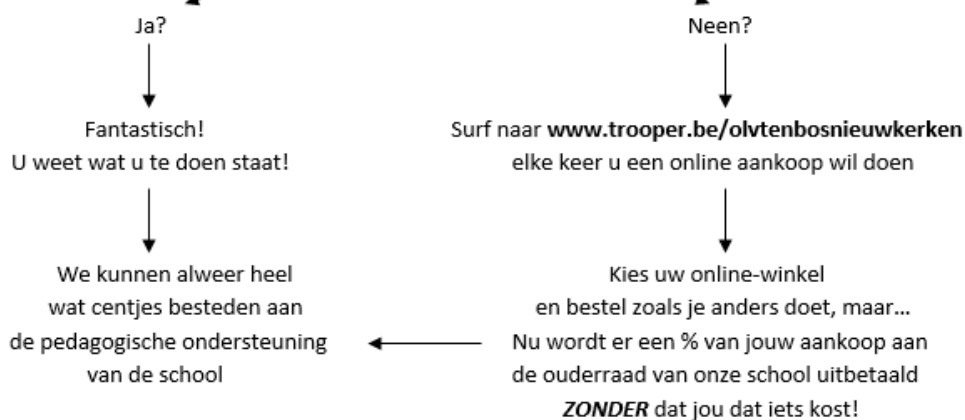 Ja?
Fantastisch!
U weet wat u te doen staat!
We kunnen alweer heel
wat centjes besteden aan
de pedagogische ondersteuning
van de school
Neen?
Surf naar www.trooper.be/olvtenbosnieuwkerken
elke keer u een online aankoop wil doen
Kies uw online-winkel
en bestel zoals je anders doet, maar...
Nu wordt er een % van jouw aankoop aan
de ouderraad van onze school uitbetaald
ZONDER dat jou dat iets kost!